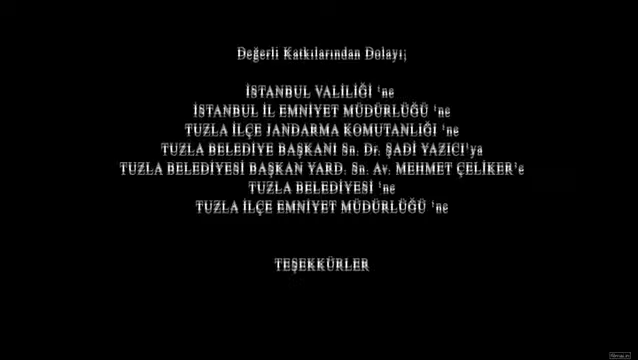 Değerli Katkılarından Dolayı;
İSTANBUL VALİLİĞİ 'ne
İSTANBUL İL EMNİYET MÜDÜRLÜĞÜ 'ne
TUZLA İLÇE JANDARMA KOMUTANLIĞI 'ne
TUZLA BELEDİYE BAŞKANI Sn. Dr. ŞADİ YAZICI'ya
TUZLA BELEDİYESİ BAŞKAN YARD. Sn. Av. MEHMET ÇELİKER'e
TUZLA BELEDİYESİ 'ne
TUZLA İLÇE EMNİYET MÜDÜRLÜĞÜ 'ne
TEŞEKKÜRLER